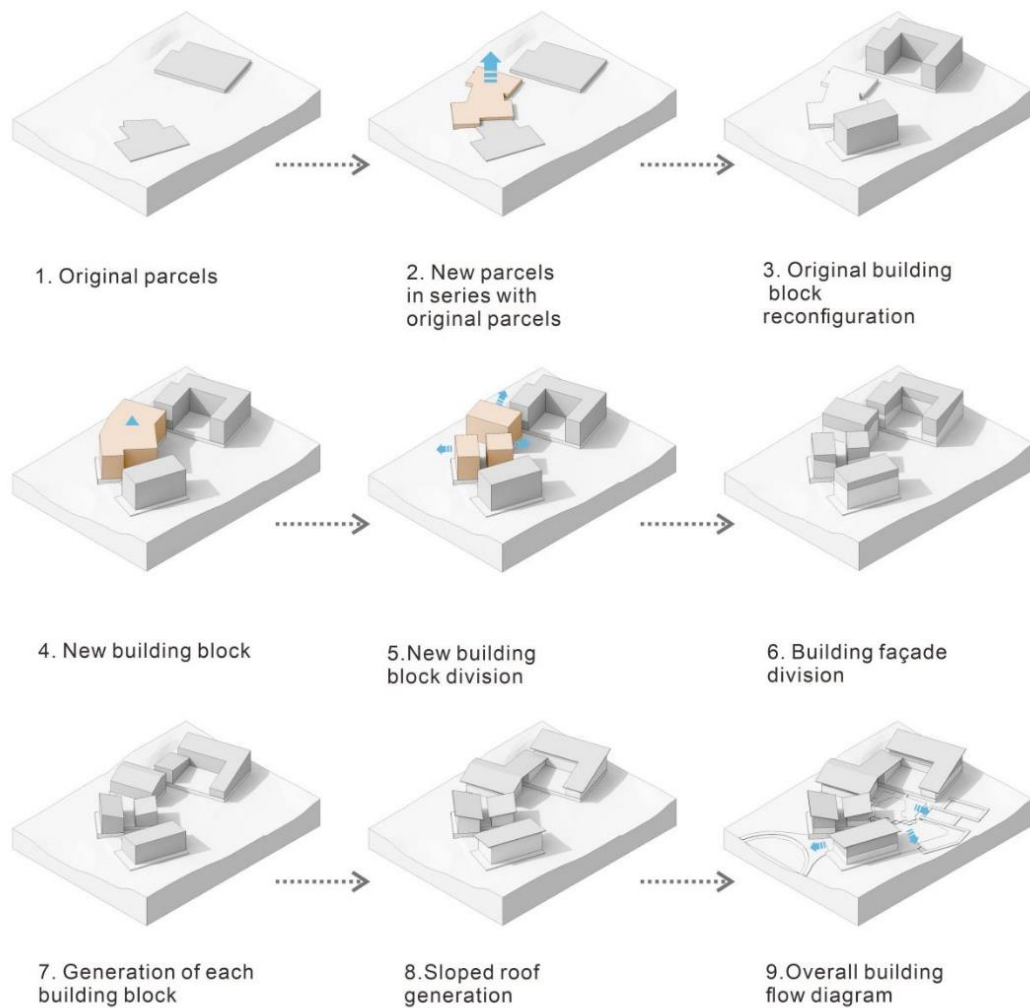 1. Original parcels
2. New parcels
in series with
original parcels
3. Original building
block
reconfiguration
4. New building block
5.New building
block division
6. Building façade
division
7. Generation of each
building block
8.Sloped roof
generation
9.Overall building
flow diagram